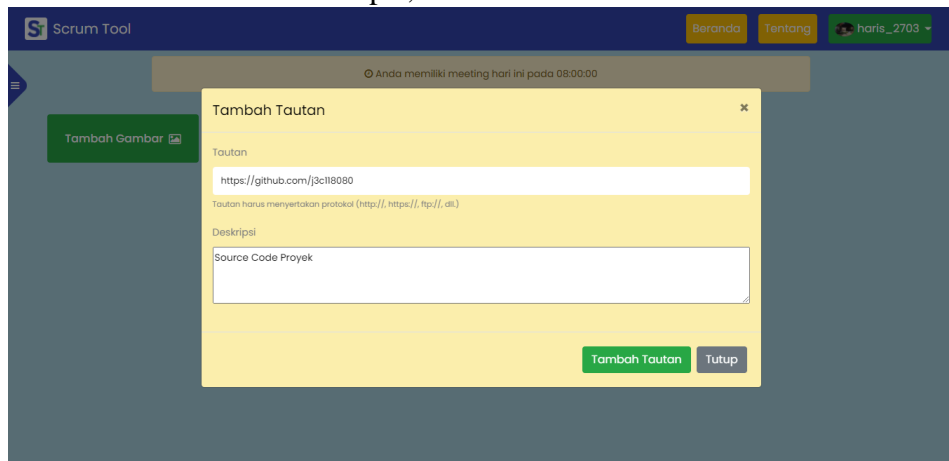 Scrum Tool
Beranda
Tentang
haris_2703
Anda memiliki meeting hari ini pada 08:00:00
Tambah Tautan
Tambah Gambar
Tautan
https://github.com/j3c118080
Tautan harus menyertakan protokol (http://, https://, ftp://, dll.)
Deskripsi
Source Code Proyek
Tambah Tautan
Tutup